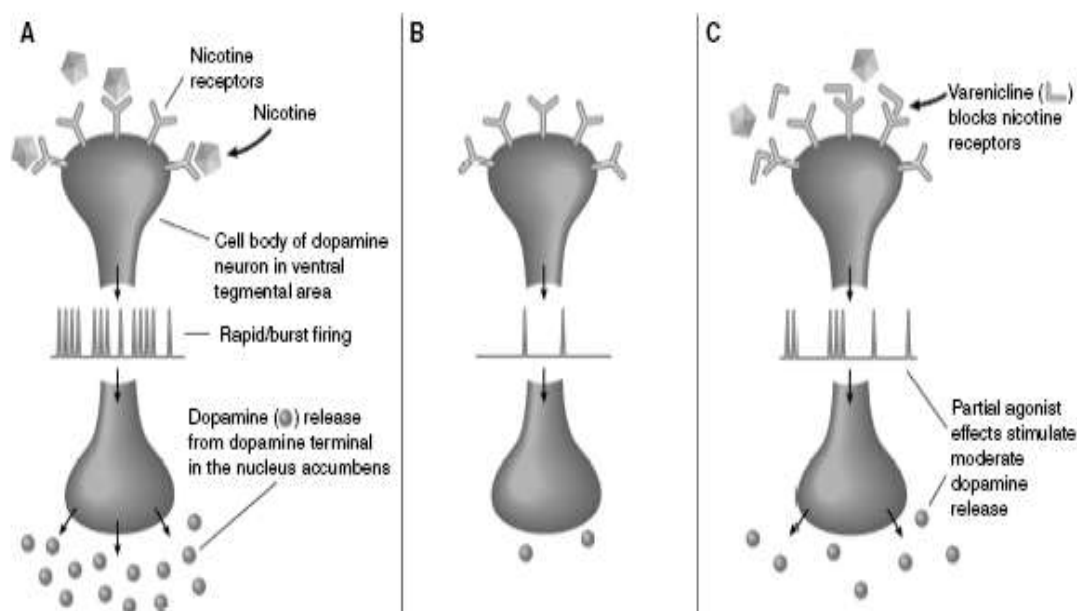 A
Nicotine
receptors
Nicotine
Cell body of dopamine
neuron in ventral
tegmental area
Rapid/burst firing
Dopamine ( ) release
from dopamine terminal
in the nucleus accumbens
B
C
Varenicline ( )
blocks nicotine
receptors
Partial agonist
effects stimulate
moderate
dopamine
release